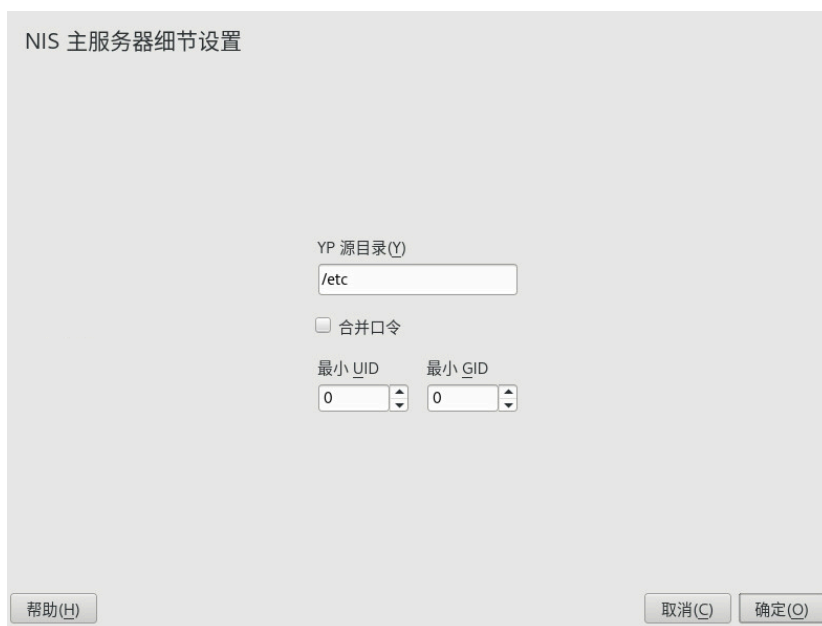 NIS 主服务器细节设置
YP 源目录(Y)
/etc
合并口令
最小 UID 最小 GID
0 0
帮助(H) 取消(C) 确定(O)